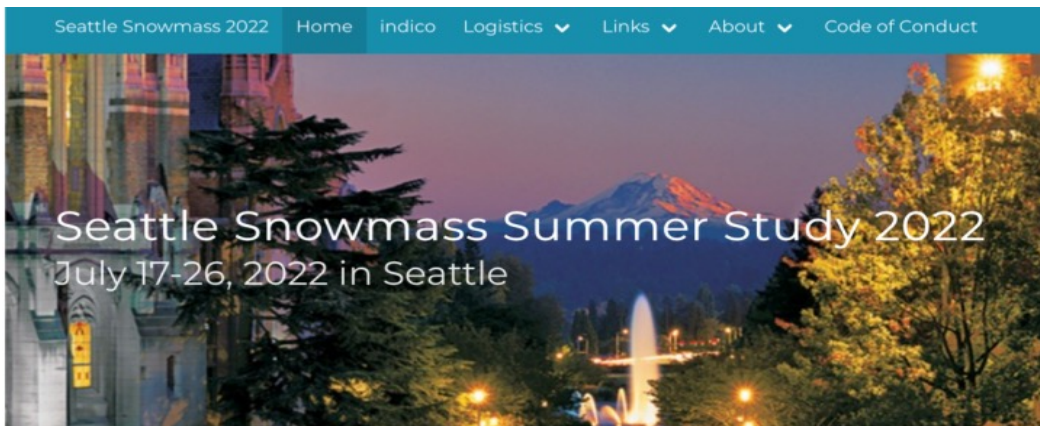 Seattle Snowmass 2022 Home indico Logistics Links About Code of Conduct
Seattle Snowmass Summer Study 2022
July 17-26, 2022 in Seattle